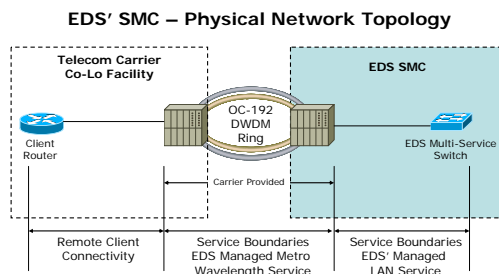 EDS' SMC – Physical Network Topology
Telecom Carrier
Co-Lo Facility
EDS SMC
OC-192
DWDM
Ring
Client
Router
EDS Multi-Service
Switch
Carrier Provided
Remote Client
Connectivity
Service Boundaries
EDS Managed Metro
Wavelength Service
Service Boundaries
EDS' Managed
LAN Service